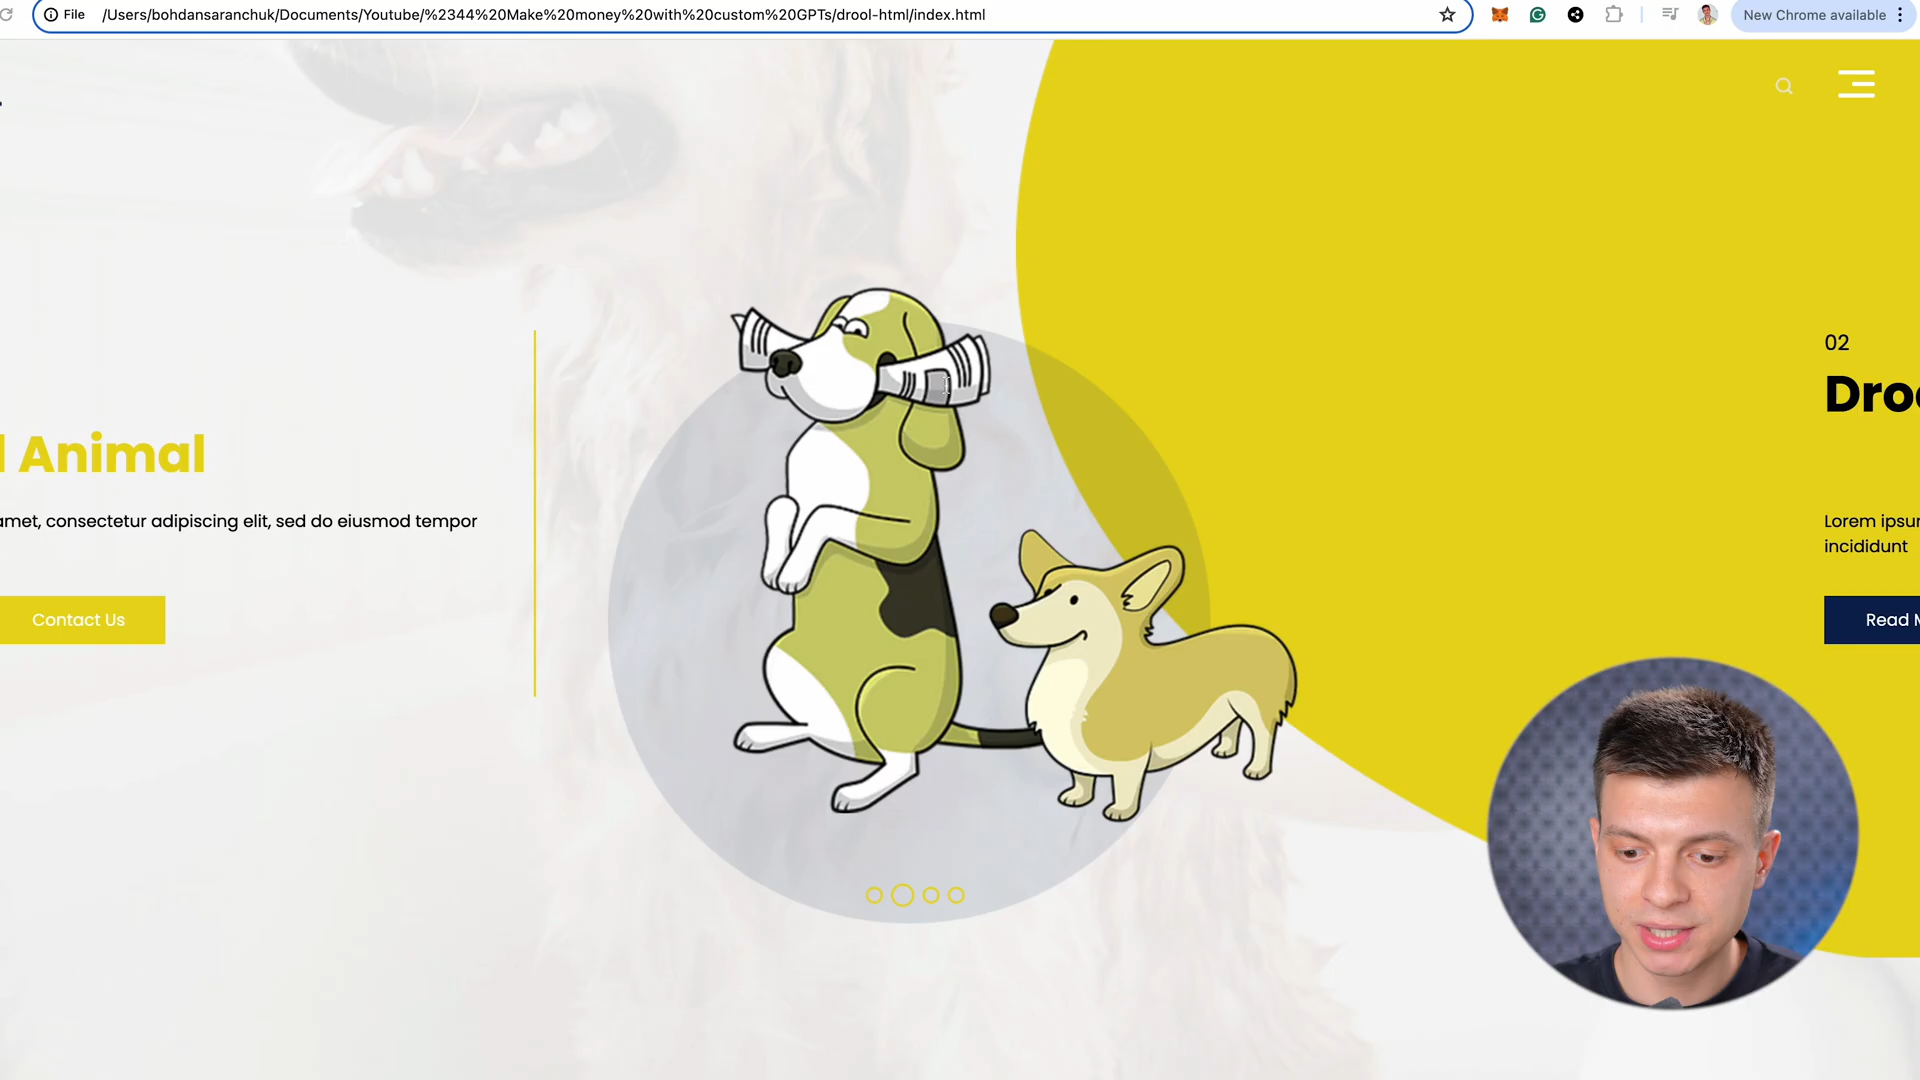 File /Users/bohdansaranchuk/Documents/Youtube/%2344%20Make%20money%20with%20custom%20GPTs/drool-html/index.html
New Chrome available
02
Droo
Animal
amet, consectetur adipiscing elit, sed do eiusmod tempor
Lorem ipsu
incididunt
Contact Us
Read M